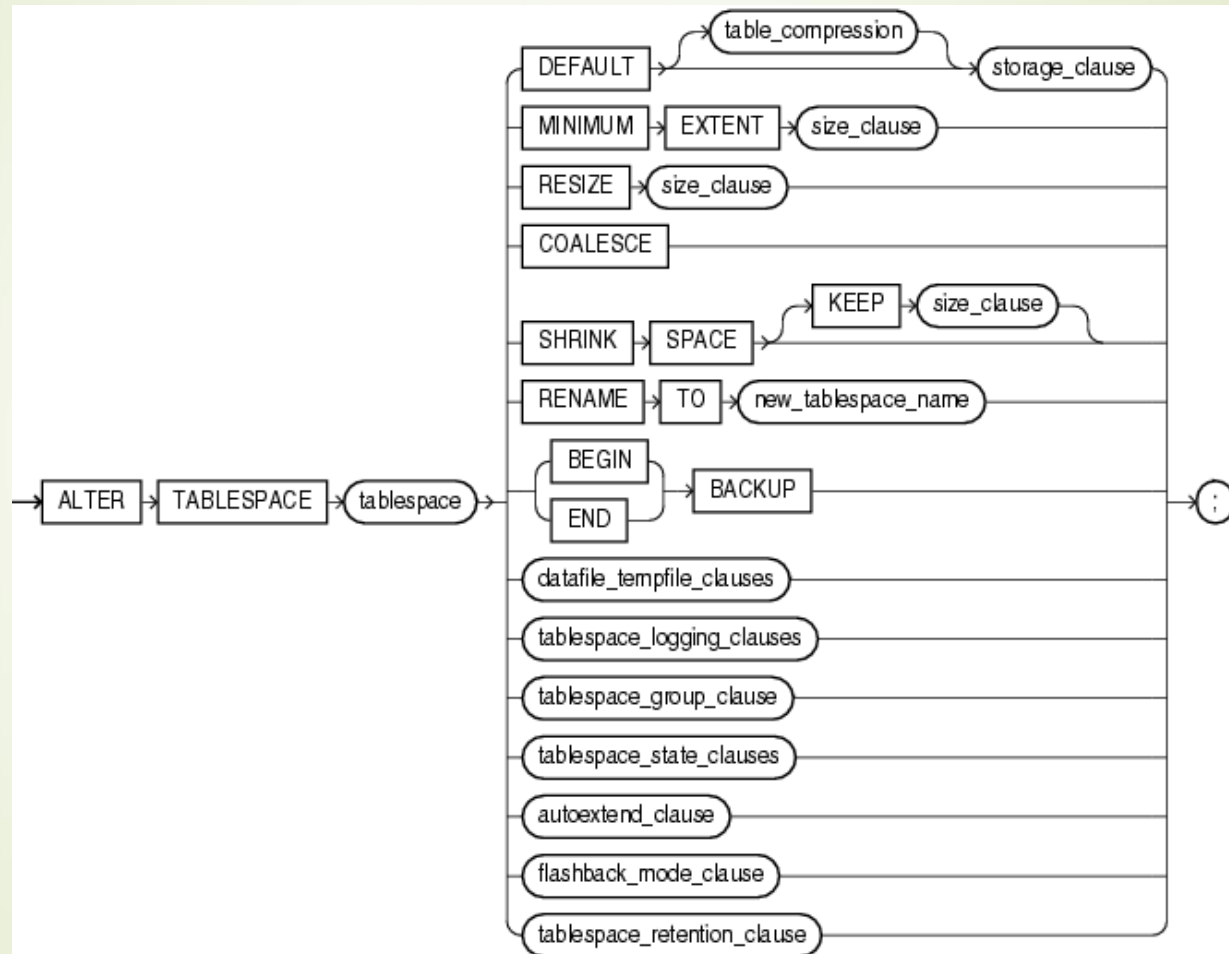 table_compression
DEFAULT storage_clause
MINIMUM EXTENT size_clause
RESIZE size_clause
COALESCE
KEEP size_clause
SHRINK SPACE
RENAME TO new_tablespace_name
BEGIN
ALTER TABLESPACE tablespace BACKUP ;
END
datafile_tempfile_clauses
tablespace_logging_clauses
tablespace_group_clause
tablespace_state_clauses
autoextend_clause
flashback_mode_clause
tablespace_retention_clause